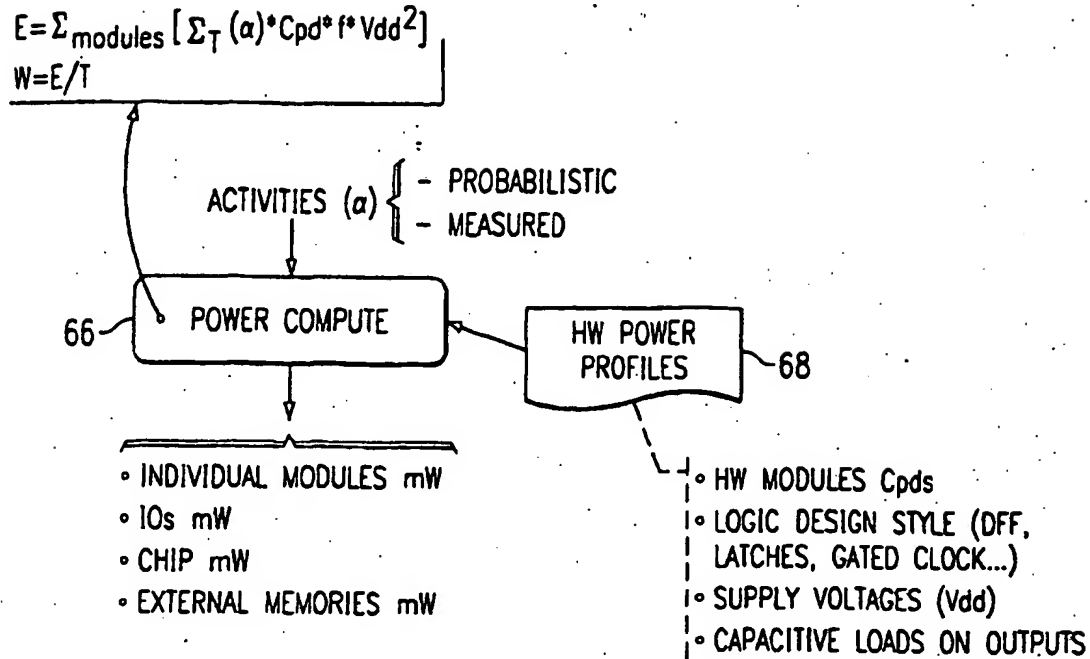 E=Σmodules[ΣT(α)*Cpd*f*Vdd²]
W=E/T
ACTIVITIES (α)
- PROBABILISTIC
- MEASURED
66
POWER COMPUTE
HW POWER
PROFILES
68
∘ INDIVIDUAL MODULES mW
∘ IOs mW
∘ CHIP mW
∘ EXTERNAL MEMORIES mW
∘ HW MODULES Cpds
∘ LOGIC DESIGN STYLE (DFF,
LATCHES, GATED CLOCK...)
∘ SUPPLY VOLTAGES (Vdd)
∘ CAPACITIVE LOADS ON OUTPUTS